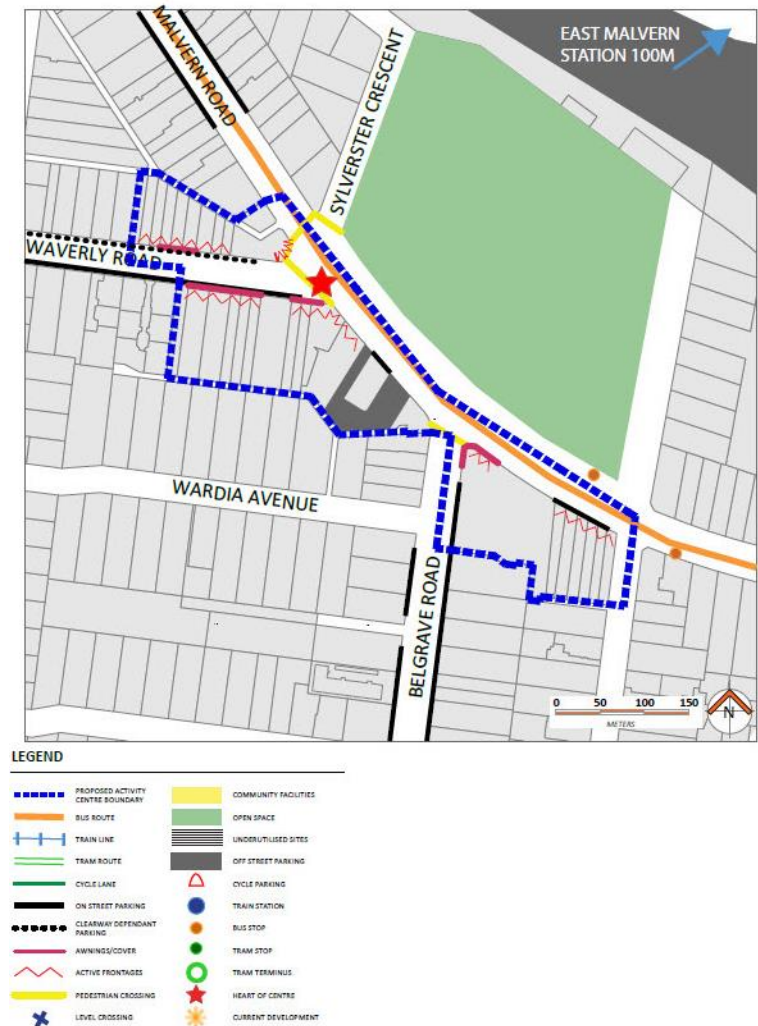 EAST MALVERN
STATION 100M
MALVERN ROAD
SYLVERSTER CRESCENT
WAVERLY ROAD
WARDIA AVENUE
BELGRAVE ROAD
0 50 100 150
METERS
N
LEGEND
PROPOSED ACTIVITY
CENTRE BOUNDARY
BUS ROUTE
TRAIN LINE
TRAM ROUTE
CYCLE LANE
ON STREET PARKING
CLEARWAY DEPENDANT
PARKING
AWNINGS/COVER
ACTIVE FRONTAGES
PEDESTRIAN CROSSING
LEVEL CROSSING
COMMUNITY FACILITIES
OPEN SPACE
UNDERUTILISED SITES
OFF STREET PARKING
CYCLE PARKING
TRAIN STATION
BUS STOP
TRAM STOP
TRAM TERMINUS
HEART OF CENTRE
CURRENT DEVELOPMENT